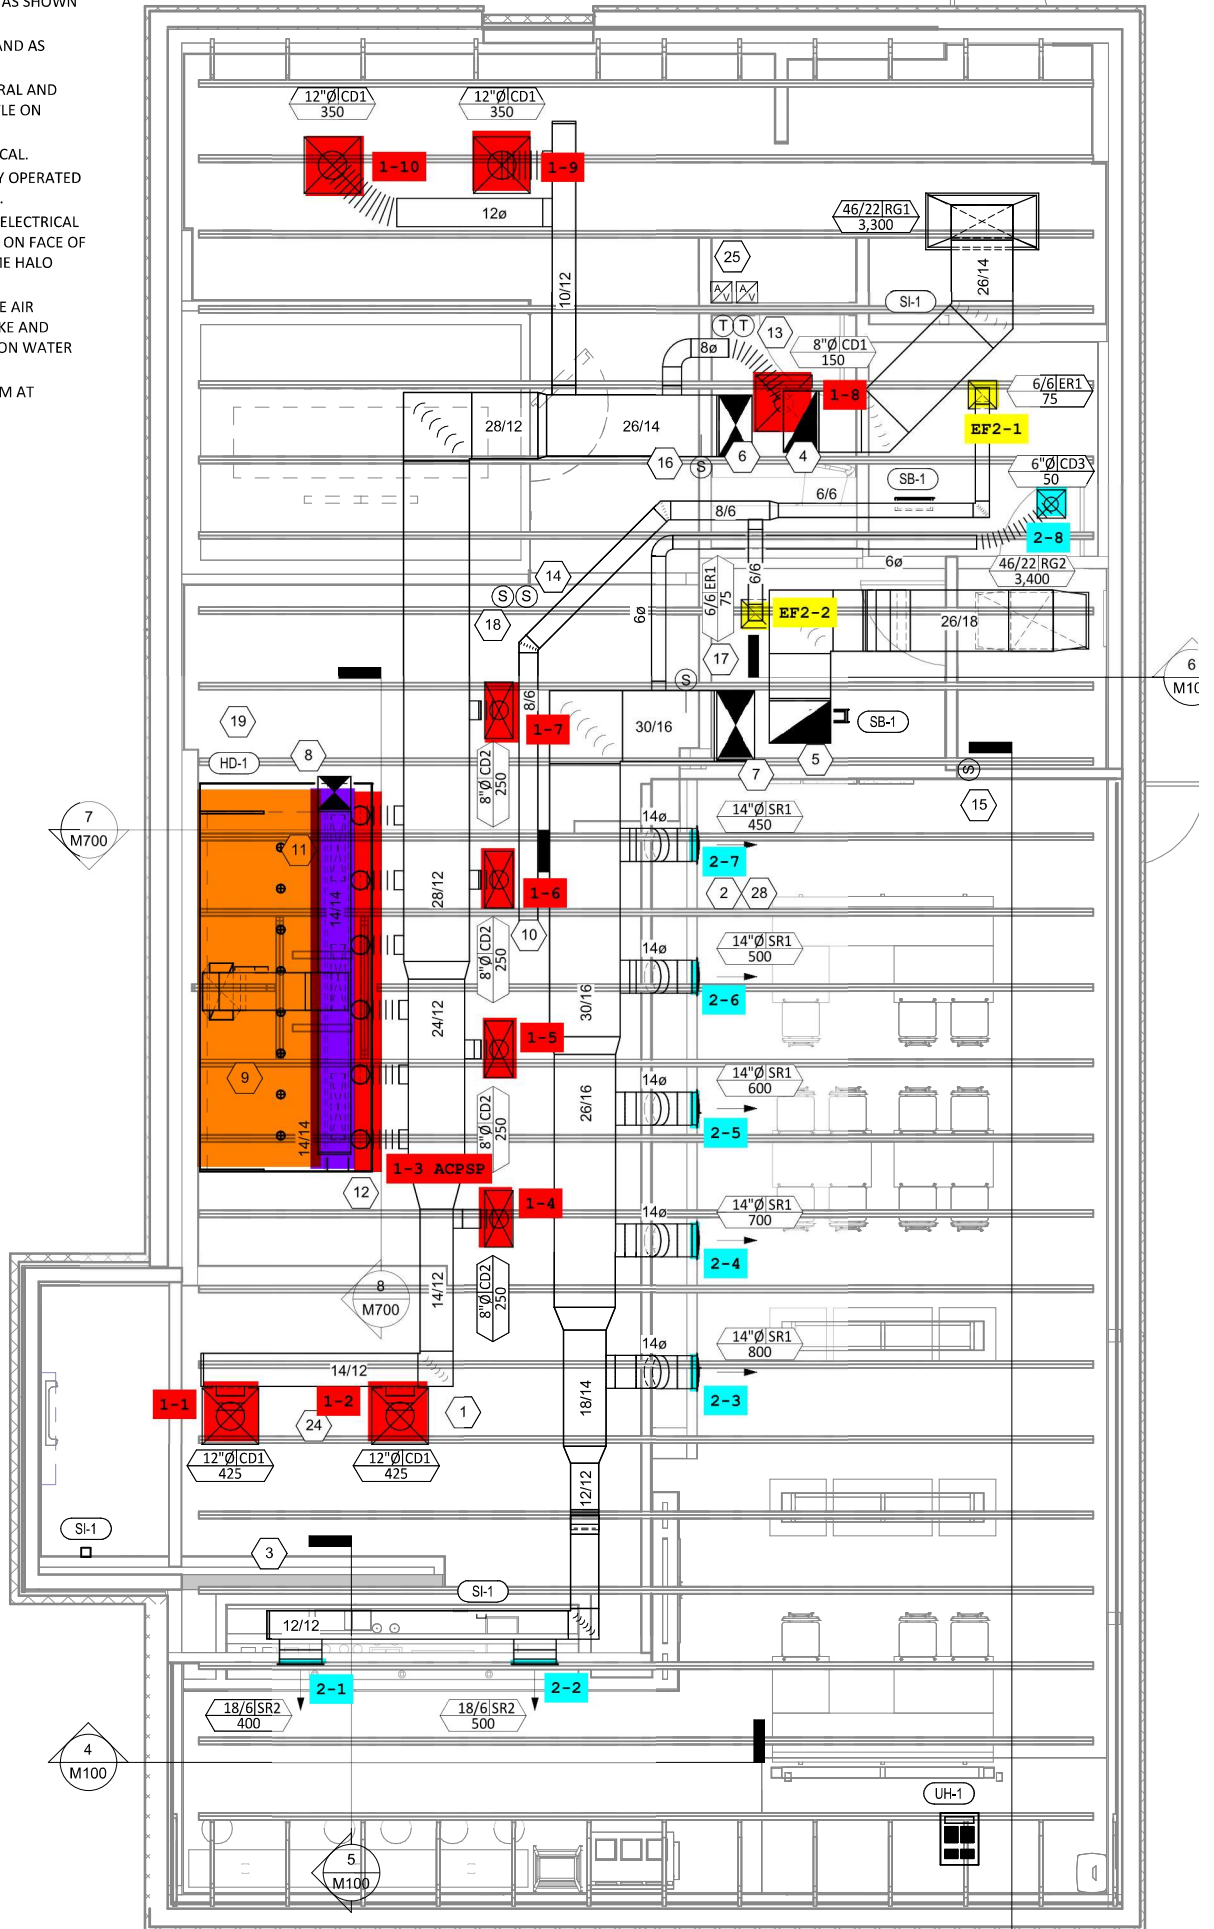 AS SHOWN
AND AS
RAL AND
TLE ON
CAL.
Y OPERATED
.
ELECTRICAL
ON FACE OF
ME HALO
E AIR
KE AND
ON WATER
M AT
12"Ø CD1
350
12"Ø CD1
350
1-10
1-9
12ø
46/22 RG1
3,300
25
26/14
10/12
A/V
A/V
SI-1
T
T
13
8ø
8"Ø CD1
150
1-8
6/6 ER1
75
28/12
26/14
EF2-1
16
S
6
4
6"Ø CD3
50
SB-1
6/6
8/6
2-8
6ø
46/22 RG2
3,400
14
S
S
6/6 ER1
75
6/6
18
6ø
EF2-2
26/18
17
6
M10
S
8/6
19
1-7
30/16
SB-1
HD-1
8
8"Ø CD2
250
7
5
S
15
7
M700
14ø
14"Ø SR1
450
11
2-7
28/12
1-6
2
28
14/14
10
8"Ø CD2
250
14ø
14"Ø SR1
500
2-6
30/16
24/12
1-5
9
14ø
14"Ø SR1
600
26/16
8"Ø CD2
250
2-5
14/14
1-3 ACPSP
12
1-4
14ø
14"Ø SR1
700
2-4
8
M700
14/12
8"Ø CD2
250
14ø
14"Ø SR1
800
14/12
2-3
1-1
1-2
24
1
18/14
12"Ø CD1
425
12"Ø CD1
425
12/12
SI-1
3
SI-1
12/12
2-1
2-2
18/6 SR2
400
18/6 SR2
500
4
M100
UH-1
5
M100